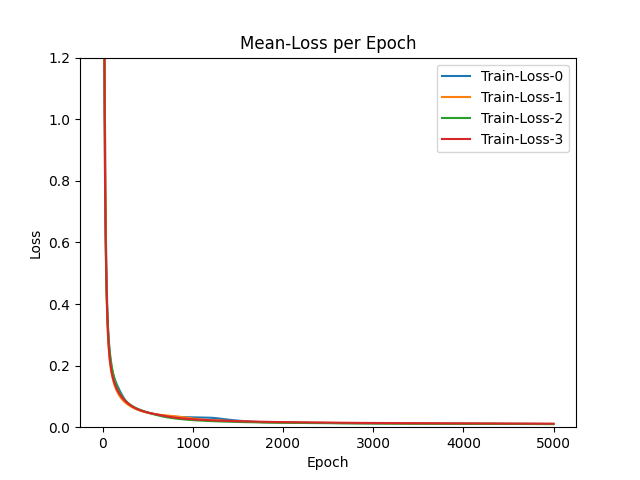 Mean-Loss per Epoch
Train-Loss-0
Train-Loss-1
Train-Loss-2
Train-Loss-3
Loss
1.2
1.0
0.8
0.6
0.4
0.2
0.0
0 1000 2000 3000 4000 5000
Epoch